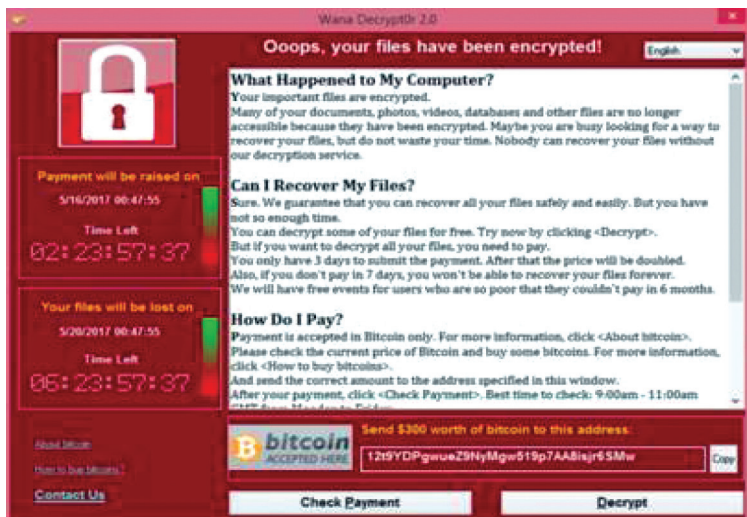 Wana Decrypt0r 2.0
Ooops, your files have been encrypted!
English
What Happened to My Computer?
Your important files are encrypted.
Many of your documents, photos, videos, databases and other files are no longer
accessible because they have been encrypted. Maybe you are busy looking for a way to
recover your files, but do not waste your time. Nobody can recover your files without
our decryption service.
Can I Recover My Files?
Sure. We guarantee that you can recover all your files safely and easily. But you have
not so enough time.
You can decrypt some of your files for free. Try now by clicking <Decrypt>.
But if you want to decrypt all your files, you need to pay.
You only have 3 days to submit the payment. After that the price will be doubled.
Also, if you don't pay in 7 days, you won't be able to recover your files forever.
We will have free events for users who are so poor that they couldn't pay in 6 months.
How Do I Pay?
Payment is accepted in Bitcoin only. For more information, click <About bitcoin>.
Please check the current price of Bitcoin and buy some bitcoins. For more information,
click <How to buy bitcoins>.
And send the correct amount to the address specified in this window.
After your payment, click <Check Payment>. Best time to check: 9:00am - 11:00am
GMT from Monday to Friday.
Payment will be raised on
5/16/2017 00:47:55
Time Left
02:23:57:37
Your files will be lost on
5/20/2017 00:47:55
Time Left
06:23:57:37
About bitcoin
How to buy bitcoins?
Contact Us
bitcoin
ACCEPTED HERE
Send $300 worth of bitcoin to this address:
12t9YDPgwueZ9NyMgw519p7AA8isjr6SMw
Copy
Check Payment
Decrypt